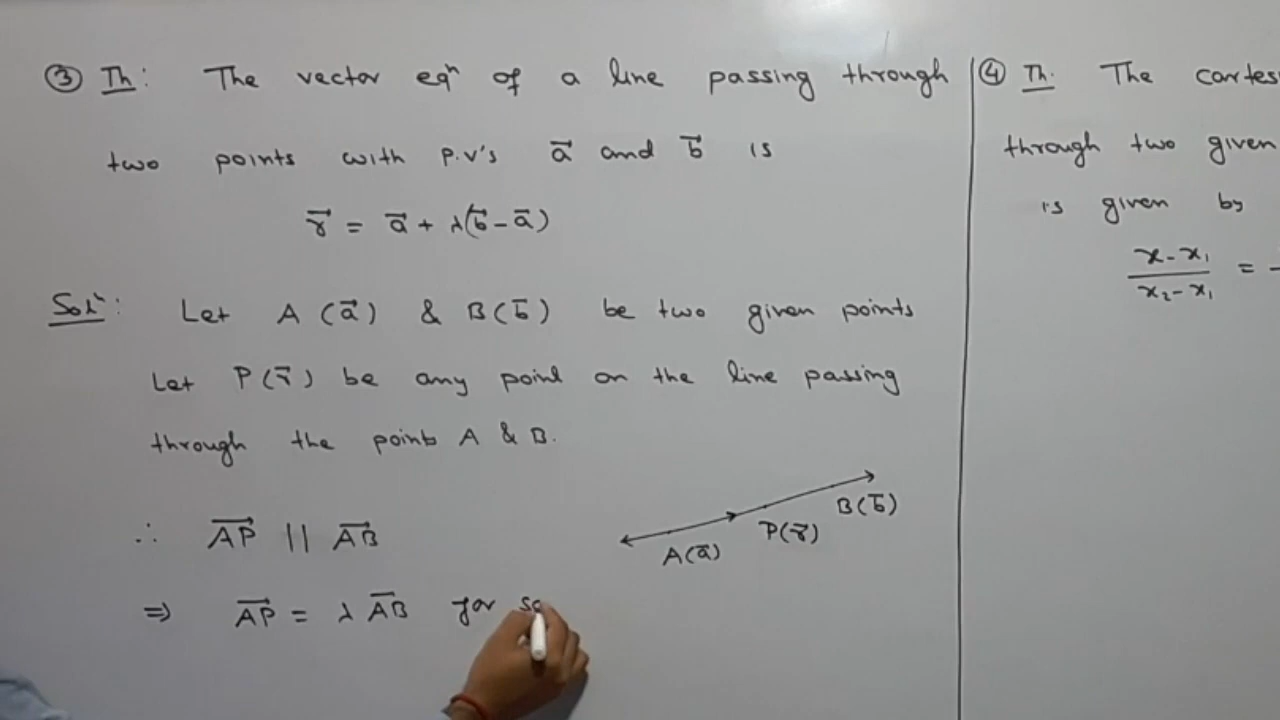 ③ Th: The vector eqⁿ of a line passing through
two points with p.v's a⃗ and b⃗ is
r⃗ = a⃗ + λ(b⃗ - a⃗)
Solⁿ: Let A (a⃗) & B(b⃗) be two given points
Let P(r⃗) be any point on the line passing
through the points A & B.
∴ AP⃗ || AB⃗
⇒ AP⃗ = λ AB⃗ for so
A(a⃗) P(r⃗) B(b⃗)
④ Th. The cartes
through two given
is given by
(x - x₁)/(x₂ - x₁) =